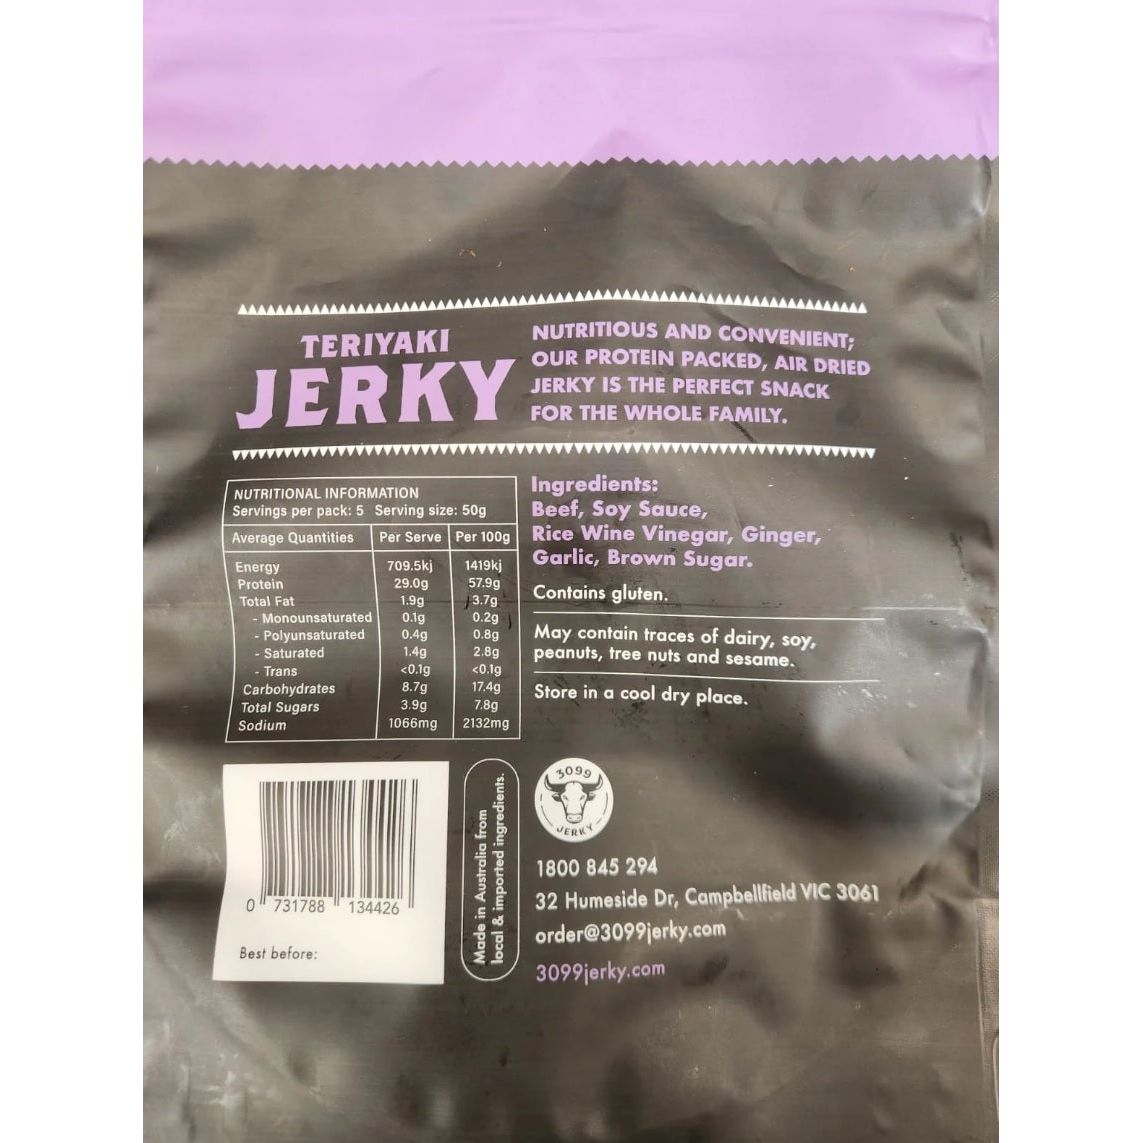 TERIYAKI
JERKY
NUTRITIOUS AND CONVENIENT;
OUR PROTEIN PACKED, AIR DRIED
JERKY IS THE PERFECT SNACK
FOR THE WHOLE FAMILY.
NUTRITIONAL INFORMATION
Servings per pack: 5 Serving size: 50g
Average Quantities Per Serve Per 100g
Energy 709.5kj 1419kj
Protein 29.0g 57.9g
Total Fat 1.9g 3.7g
- Monounsaturated 0.1g 0.2g
- Polyunsaturated 0.4g 0.8g
- Saturated 1.4g 2.8g
- Trans <0.1g <0.1g
Carbohydrates 8.7g 17.4g
Total Sugars 3.9g 7.8g
Sodium 1066mg 2132mg
Ingredients:
Beef, Soy Sauce,
Rice Wine Vinegar, Ginger,
Garlic, Brown Sugar.
Contains gluten.
May contain traces of dairy, soy,
peanuts, tree nuts and sesame.
Store in a cool dry place.
0 731788 134426
Best before:
Made in Australia from
local & imported ingredients.
3099
JERKY
1800 845 294
32 Humeside Dr, Campbellfield VIC 3061
order@3099jerky.com
3099jerky.com